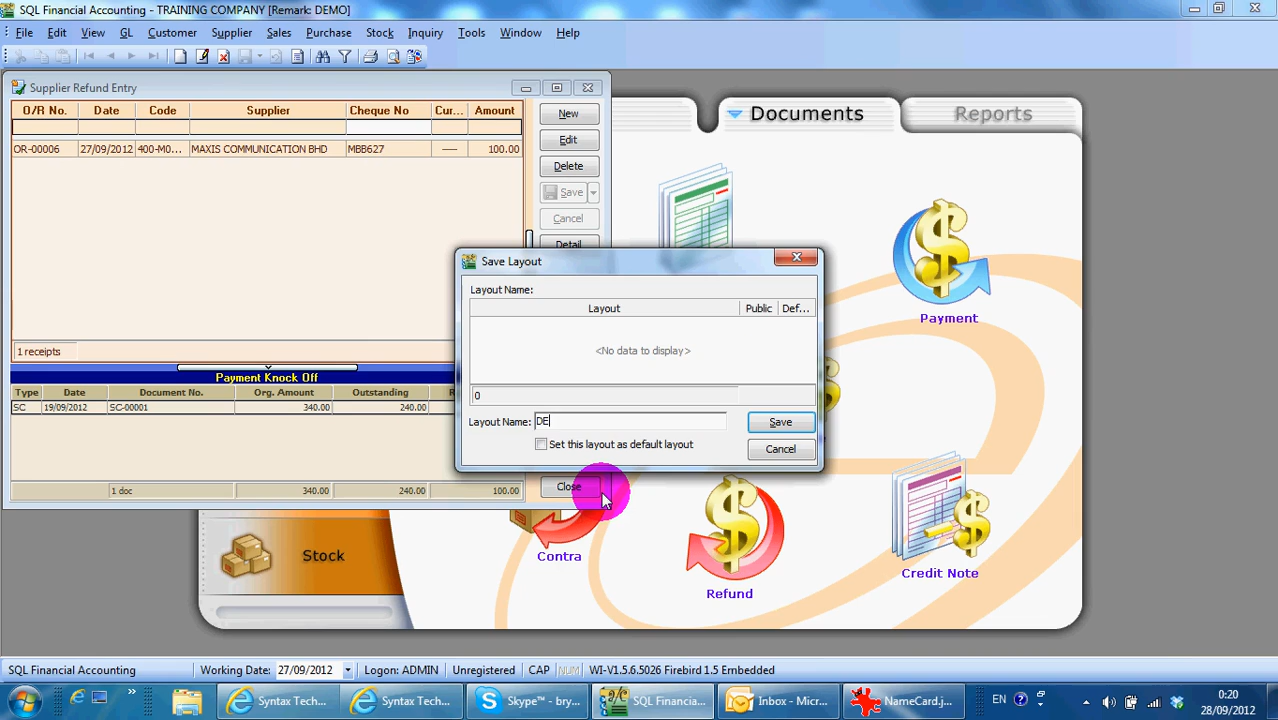 SQL Financial Accounting - TRAINING COMPANY [Remark: DEMO]
File Edit View GL Customer Supplier Sales Purchase Stock Inquiry Tools Window Help
Supplier Refund Entry
O/R No. Date Code Supplier Cheque No Cur... Amount
OR-00006 27/09/2012 400-M0... MAXIS COMMUNICATION BHD MBB627 ---- 100.00
1 receipts
New
Edit
Delete
Save
Cancel
Detail
Payment Knock Off
Type Date Document No. Org. Amount Outstanding
SC 19/09/2012 SC-00001 340.00 240.00
1 doc 340.00 240.00 100.00
Close
Save Layout
Layout Name:
Layout Public Def...
<No data to display>
0
Layout Name: DE
Save
Set this layout as default layout
Cancel
Documents
Reports
Payment
Contra
Refund
Credit Note
Stock
SQL Financial Accounting Working Date: 27/09/2012 Logon: ADMIN Unregistered CAP NUM WI-V1.5.6.5026 Firebird 1.5 Embedded
Syntax Tech... Syntax Tech... Skype™ - bry... SQL Financia... Inbox - Micr... NameCard.j... EN 0:20
28/09/2012